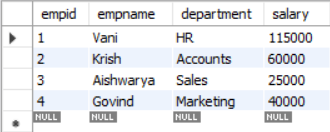 empid empname department salary
1 Vani HR 115000
2 Krish Accounts 60000
3 Aishwarya Sales 25000
4 Govind Marketing 40000
NULL NULL NULL NULL